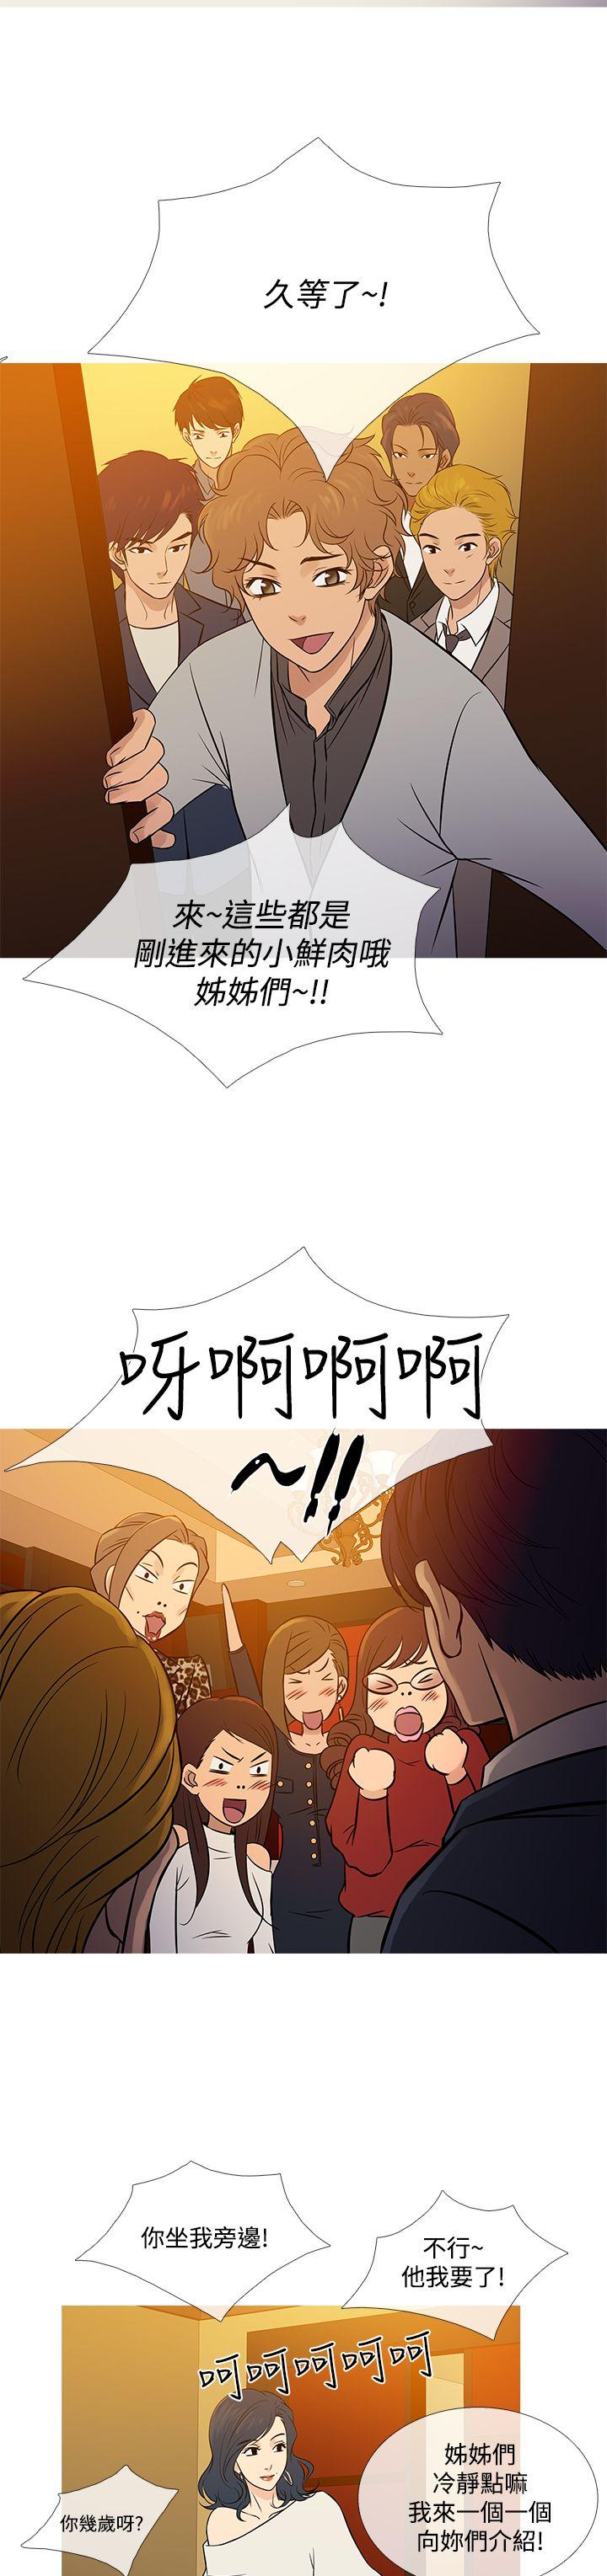 久等了~!
來~這些都是
剛進來的小鮮肉哦
姊姊們~!!
呀啊啊啊
~!!
你坐我旁邊!
不行~
他我要了!
呵呵呵呵呵
姊姊們
冷靜點嘛
我來一個一個
向妳們介紹!
你幾歲呀?